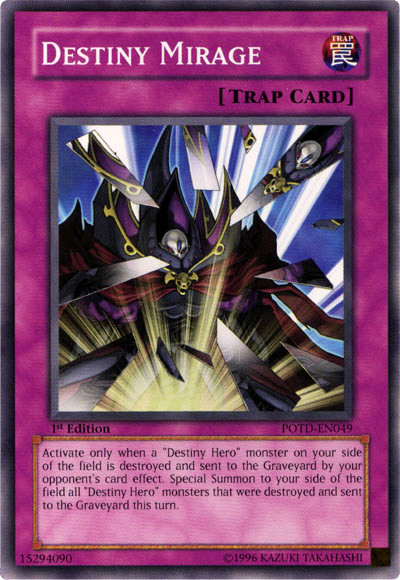 DESTINY MIRAGE
TRAP
罠
[TRAP CARD]
1st Edition
POTD-EN049
Activate only when a "Destiny Hero" monster on your side
of the field is destroyed and sent to the Graveyard by your
opponent's card effect. Special Summon to your side of the
field all "Destiny Hero" monsters that were destroyed and sent
to the Graveyard this turn.
15294090
©1996 KAZUKI TAKAHASHI